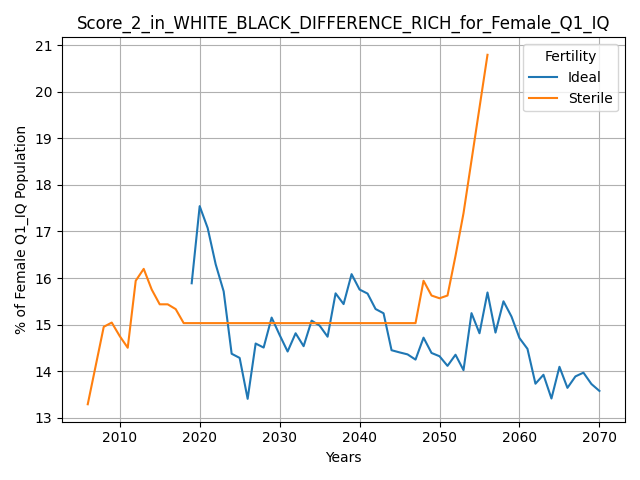 Score_2_in_WHITE_BLACK_DIFFERENCE_RICH_for_Female_Q1_IQ
% of Female Q1_IQ Population
21
20
19
18
17
16
15
14
13
Fertility
Ideal
Sterile
2010
2020
2030
2040
2050
2060
2070
Years